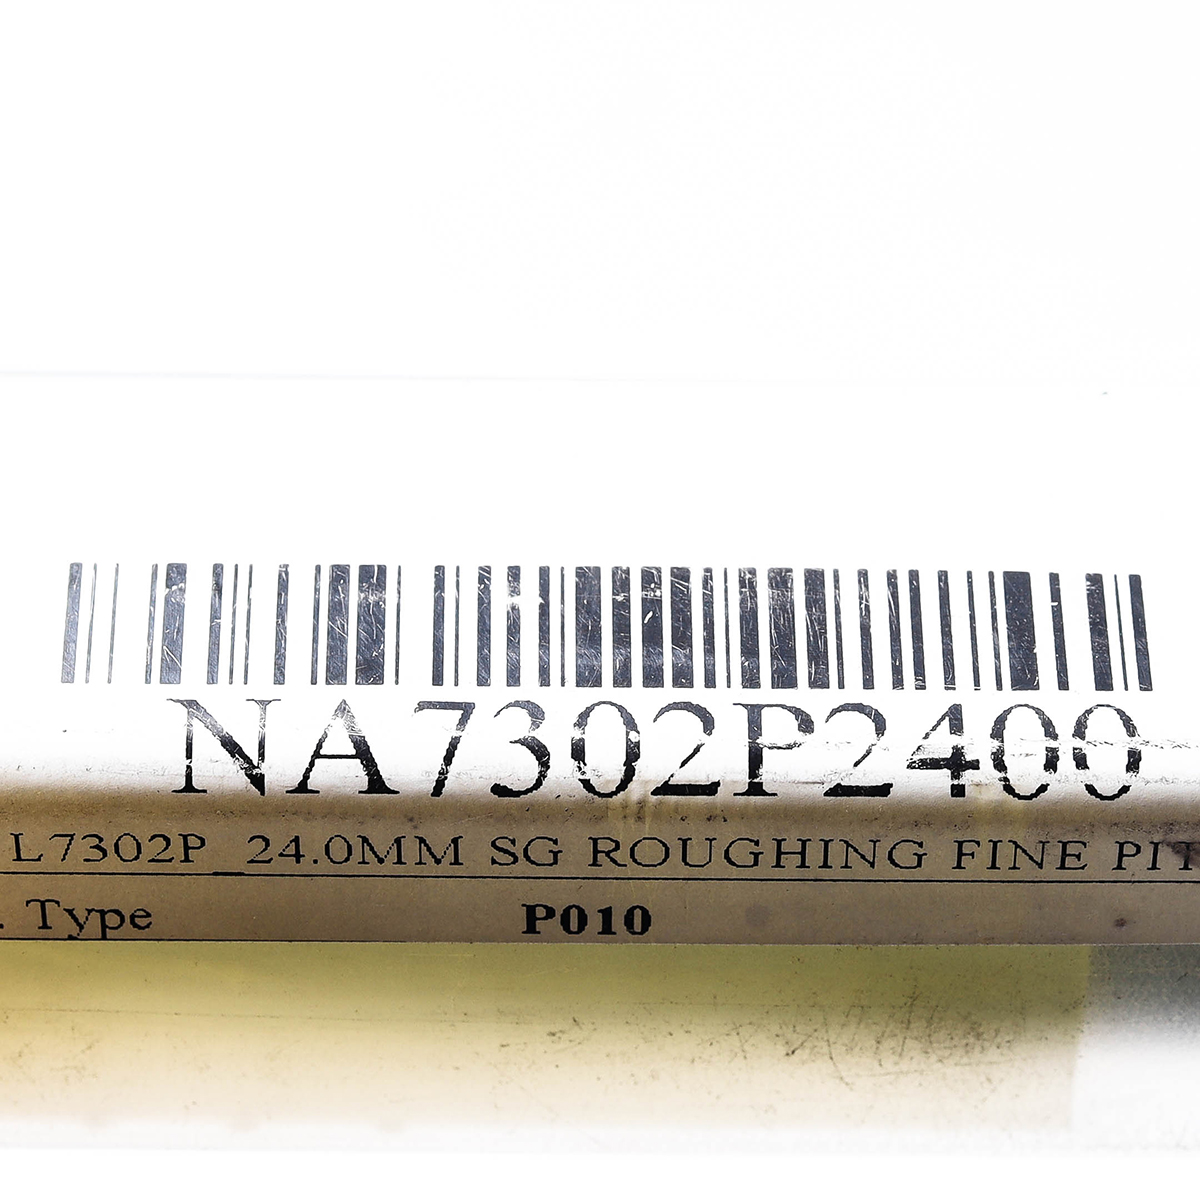 NA7302P2400
L7302P 24.0MM SG ROUGHING FINE PIT
. Type P010